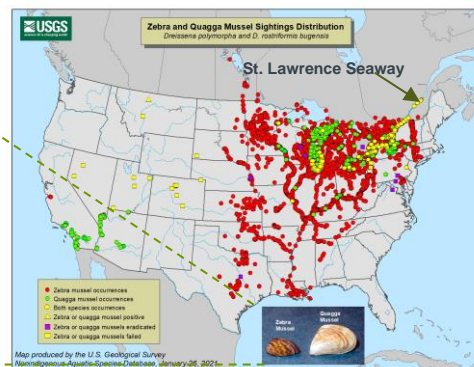 USGS
science for a changing world
Zebra and Quagga Mussel Sightings Distribution
Dreissena polymorpha and D. rostriformis bugensis
St. Lawrence Seaway
Zebra mussel occurrences
Quagga mussel occurrences
Both species occurrences
Zebra or quagga mussel positive
Zebra or quagga mussels eradicated
Zebra or quagga mussels failed
Zebra
Mussel
Quagga
Mussel
Map produced by the U.S. Geological Survey
Nonindigenous Aquatic Species Database, January 25, 2021